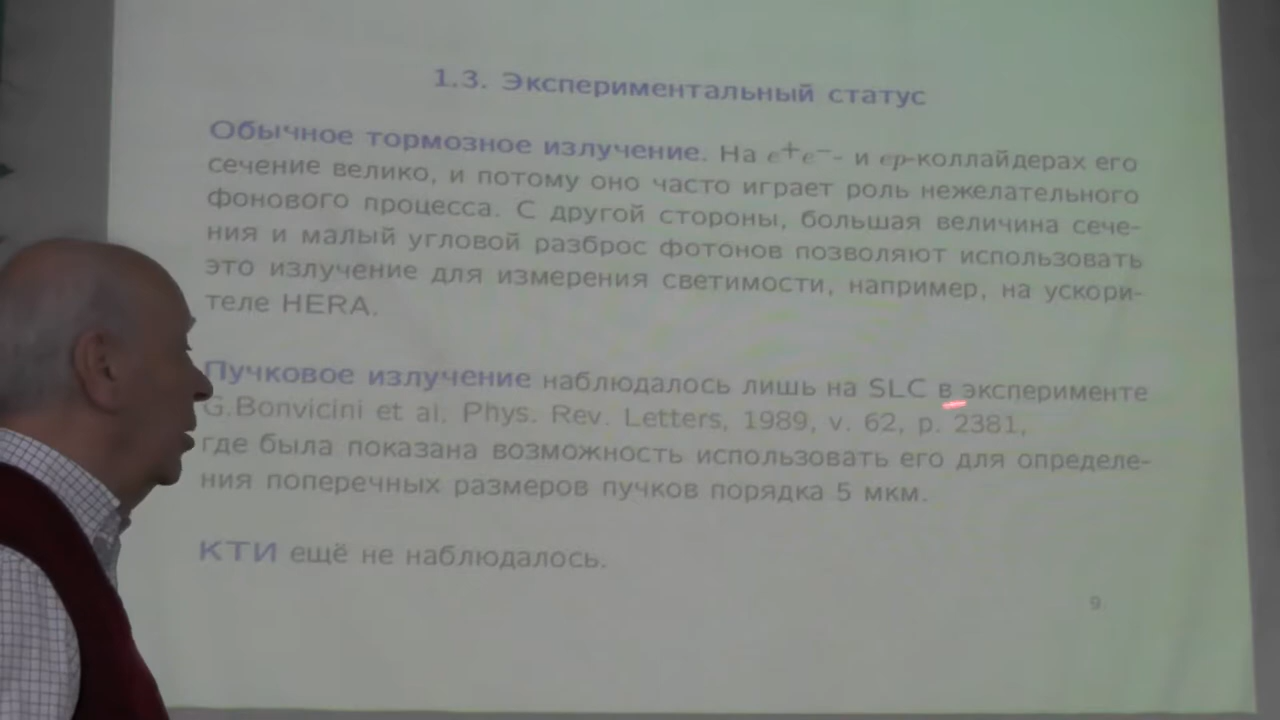 1.3. Экспериментальный статус
Обычное тормозное излучение. На e⁺e⁻- и ep-коллайдерах его
сечение велико, и потому оно часто играет роль нежелательного
фонового процесса. С другой стороны, большая величина сече-
ния и малый угловой разброс фотонов позволяют использовать
это излучение для измерения светимости, например, на ускори-
теле HERA.
Пучковое излучение наблюдалось лишь на SLC в эксперименте
G.Bonvicini et al. Phys. Rev. Letters, 1989, v. 62, p. 2381,
где была показана возможность использовать его для определе-
ния поперечных размеров пучков порядка 5 мкм.
КТИ ещё не наблюдалось.
9